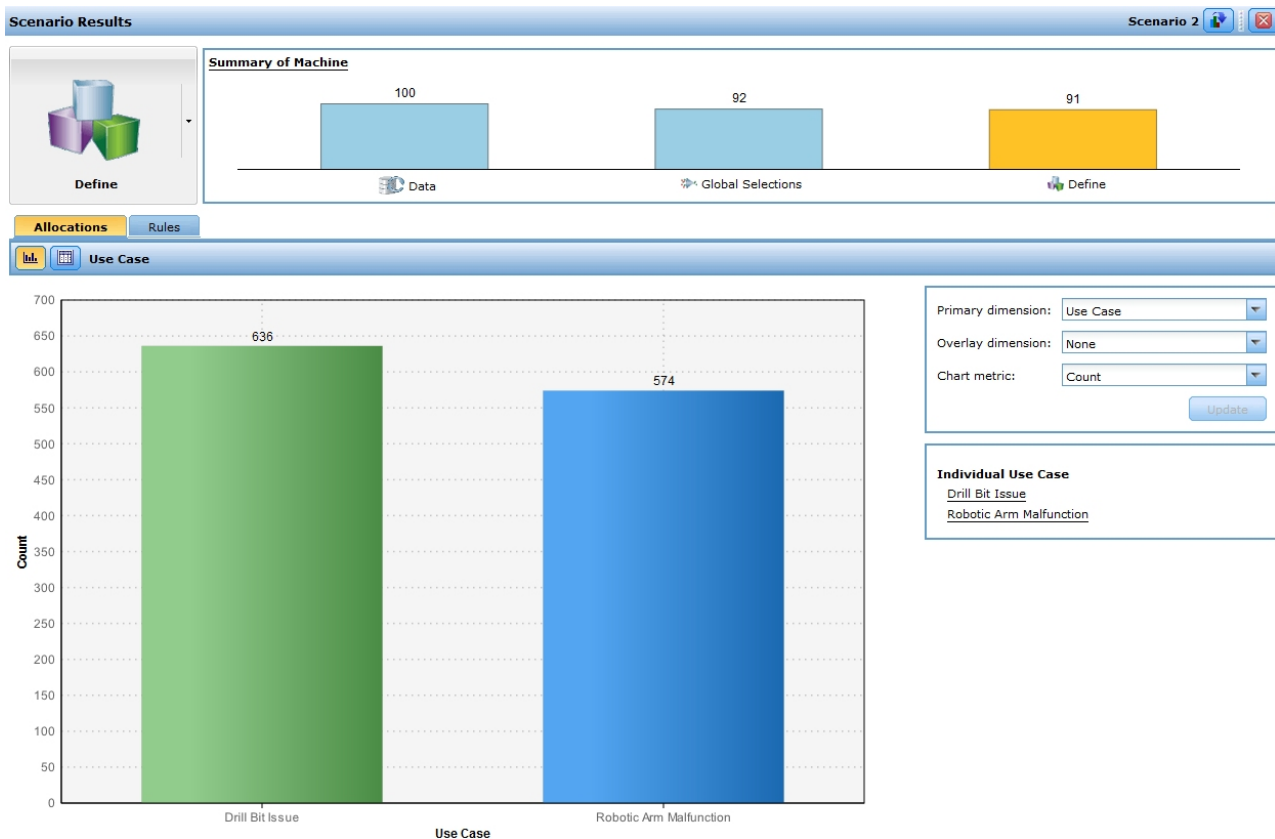 Scenario Results
Scenario 2
Summary of Machine
100
92
91
Data
Global Selections
Define
Define
Allocations
Rules
Use Case
700
650
600
550
500
450
400
350
300
250
200
150
100
50
0
Count
636
574
Drill Bit Issue
Robotic Arm Malfunction
Use Case
Primary dimension: Use Case
Overlay dimension: None
Chart metric: Count
Update
Individual Use Case
Drill Bit Issue
Robotic Arm Malfunction